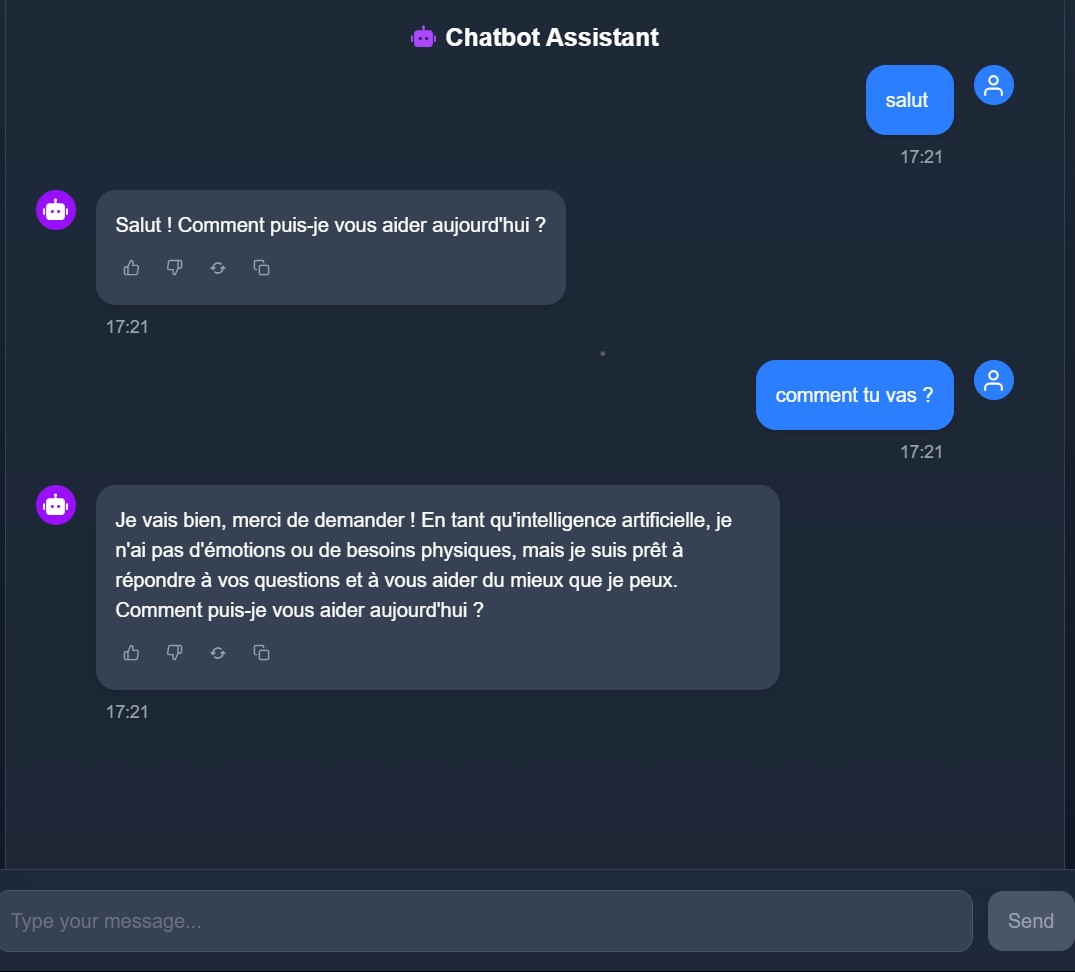 Chatbot Assistant
salut
17:21
Salut ! Comment puis-je vous aider aujourd'hui ?
17:21
comment tu vas ?
17:21
Je vais bien, merci de demander ! En tant qu'intelligence artificielle, je
n'ai pas d'émotions ou de besoins physiques, mais je suis prêt à
répondre à vos questions et à vous aider du mieux que je peux.
Comment puis-je vous aider aujourd'hui ?
17:21
Type your message...
Send